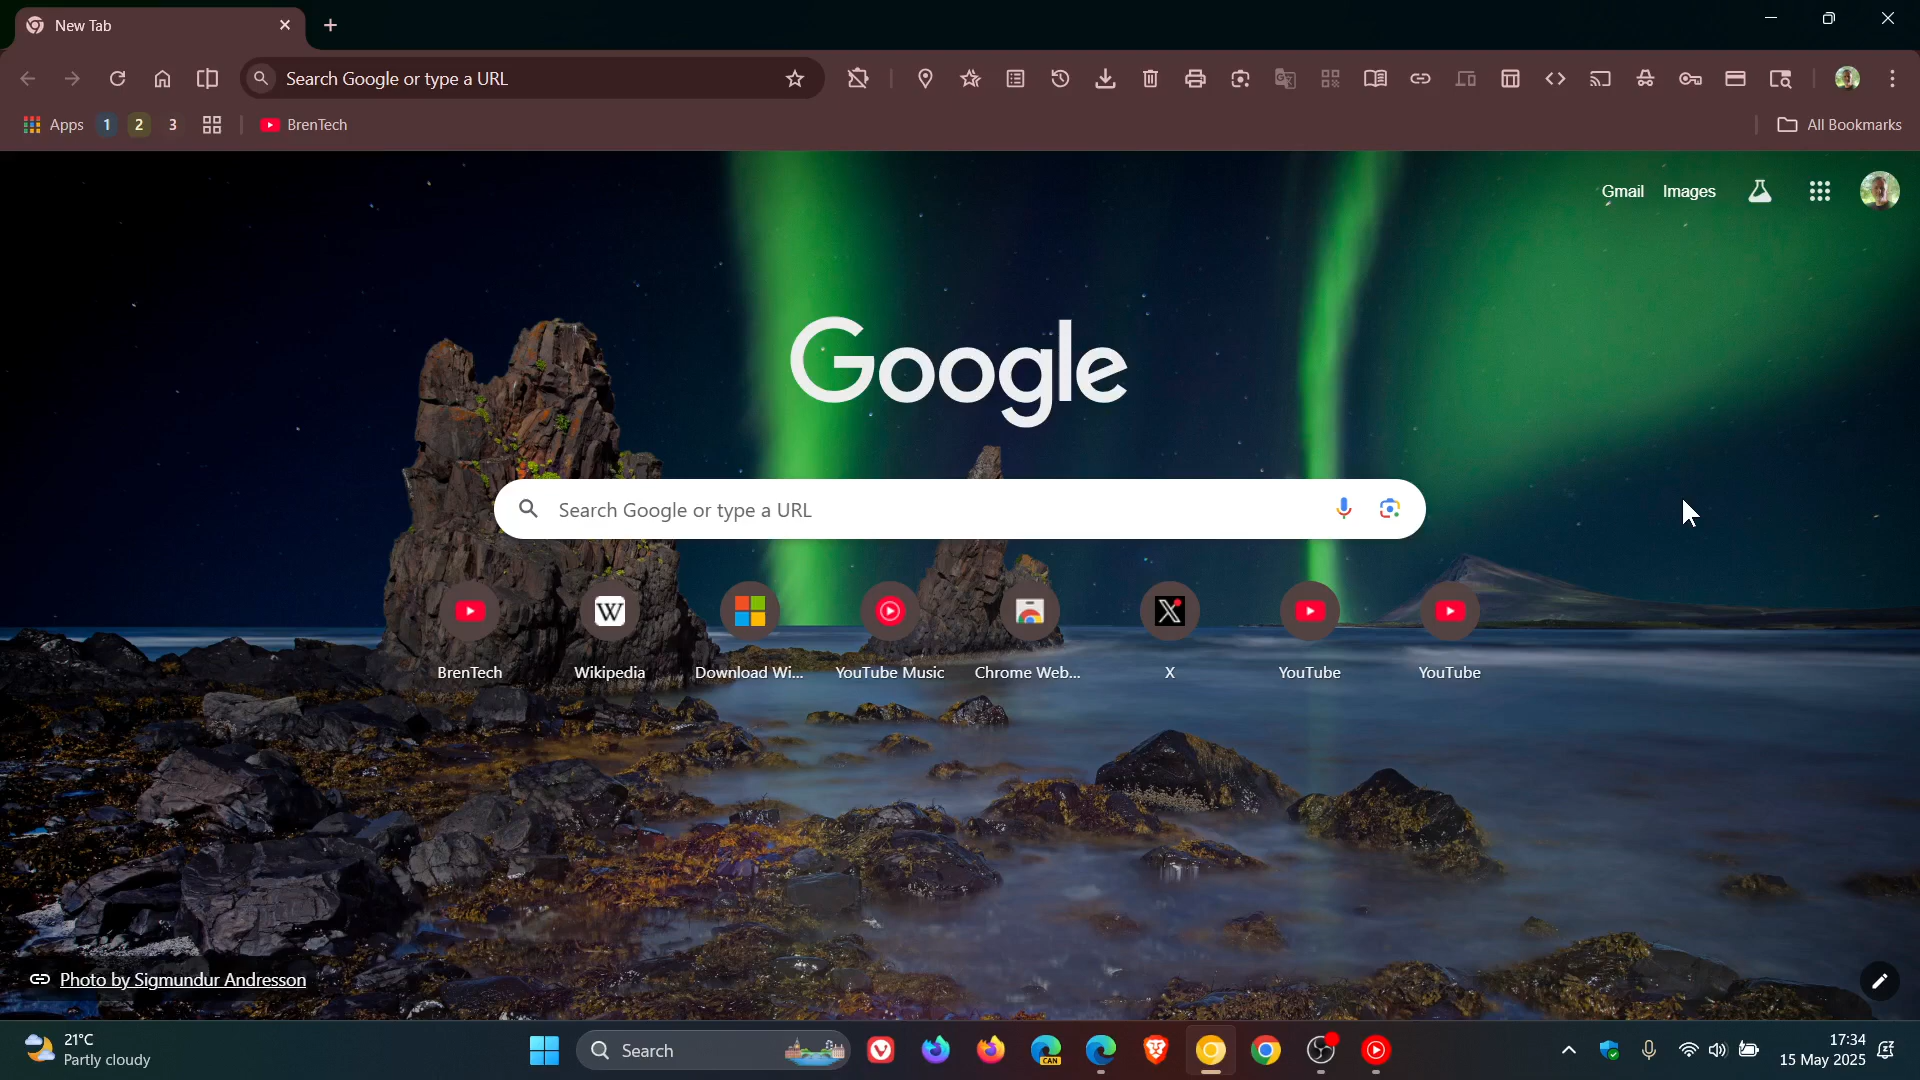 New Tab
Search Google or type a URL
Apps 1 2 3 BrenTech All Bookmarks
Gmail Images
Google
Search Google or type a URL
BrenTech Wikipedia Download Wi... YouTube Music Chrome Web... X YouTube YouTube
Photo by Sigmundur Andresson
21°C
Partly cloudy
Search
CAN
17:34
15 May 2025